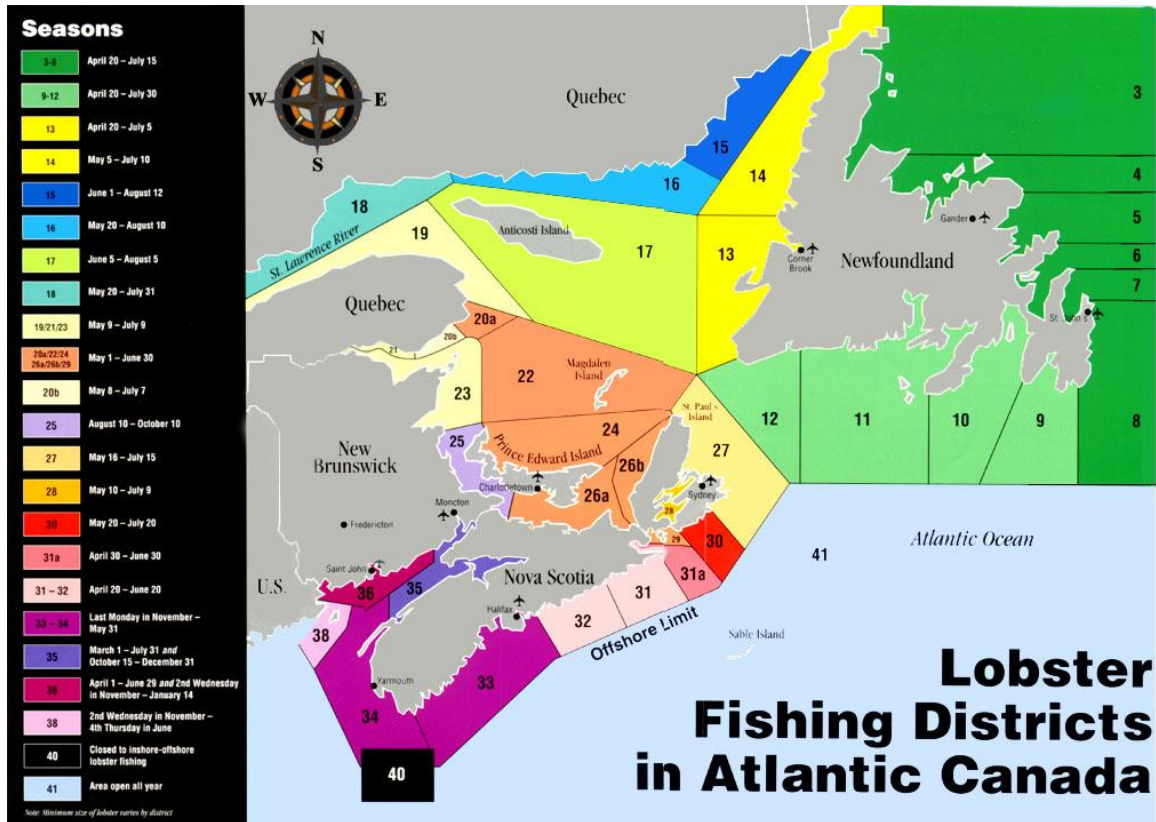 Seasons
3-8 April 20 – July 15
9-12 April 20 – July 30
13 April 20 – July 5
14 May 5 – July 10
15 June 1 – August 12
16 May 20 – August 10
17 June 5 – August 5
18 May 20 – July 31
19/21/23 May 9 – July 9
20a/22/24
26a/26b/29 May 1 – June 30
20b May 8 – July 7
25 August 10 – October 10
27 May 16 – July 15
28 May 10 – July 9
30 May 20 – July 20
31a April 30 – June 30
31 – 32 April 20 – June 20
33 – 34 Last Monday in November –
May 31
35 March 1 – July 31 and
October 15 – December 31
36 April 1 – June 29 and 2nd Wednesday
in November – January 14
38 2nd Wednesday in November –
4th Thursday in June
40 Closed to inshore-offshore
lobster fishing
41 Area open all year
Note: Minimum size of lobster varies by district
N
W E
S
Quebec
3
15
4
16
14
18
5
Gander
Anticosti Island
19
St. Lawrence River
17
13
Corner
Brook
Newfoundland
6
7
Quebec
St. John's
20a
20b
21
22
Magdalen
Island
23
St. Paul's
Island
12
11
10
9
8
24
Prince Edward Island
25
27
26b
New
Brunswick
Charlottetown
26a
Sydney
Moncton
28
Fredericton
29
30
41
Atlantic Ocean
Saint John
Nova Scotia
31a
U.S.
36
35
31
Halifax
32
38
Offshore Limit
Sable Island
Yarmouth
33
34
40
Lobster
Fishing Districts
in Atlantic Canada